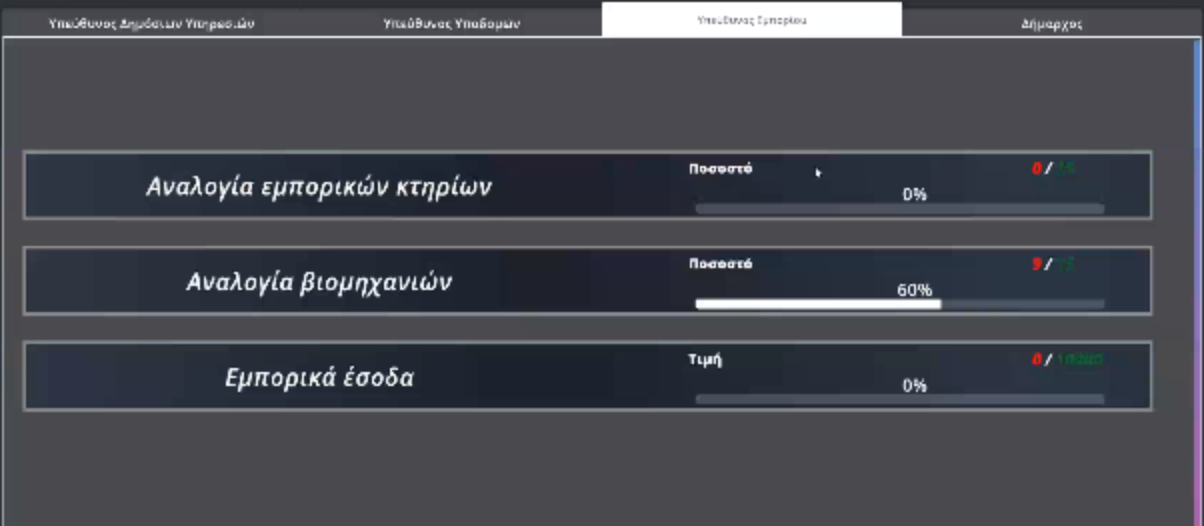 Υπεύθυνος Δημόσιων Υπηρεσιών
Υπεύθυνος Υποδομών
Υπεύθυνος Εμπορίου
Δήμαρχος
Αναλογία εμπορικών κτηρίων
Ποσοστό
0/
0%
Αναλογία βιομηχανιών
Ποσοστό
9/
60%
Εμπορικά έσοδα
Τιμή
0/
0%